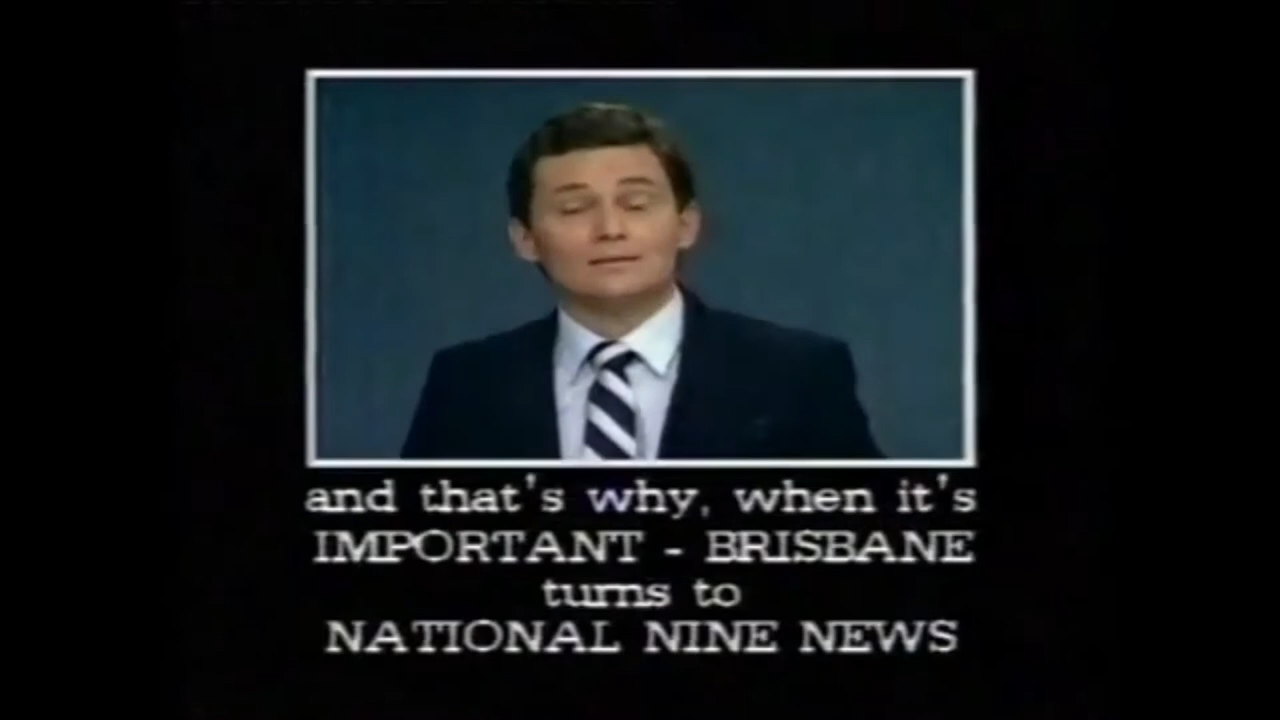 and that's why, when it's
IMPORTANT - BRISBANE
turns to
NATIONAL NINE NEWS